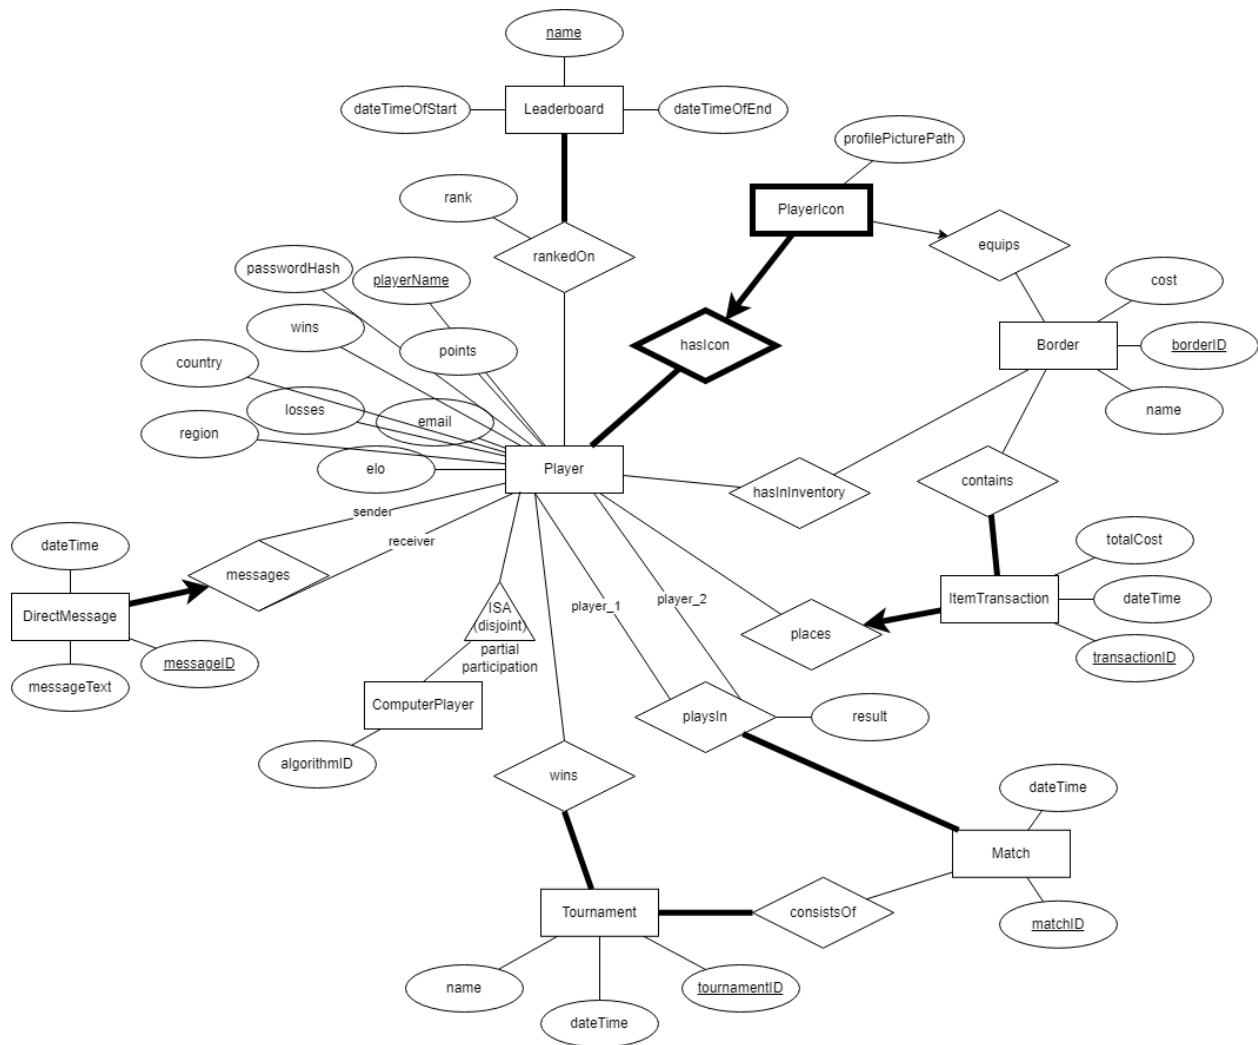 name
dateTimeOfStart
Leaderboard
dateTimeOfEnd
profilePicturePath
rank
PlayerIcon
rankedOn
equips
passwordHash
playerName
cost
wins
points
hasIcon
Border
borderID
country
losses
email
name
region
elo
Player
hasInInventory
contains
sender
receiver
dateTime
messages
totalCost
DirectMessage
ISA
(disjoint)
partial
participation
player_1
player_2
places
ItemTransaction
dateTime
messageID
transactionID
messageText
ComputerPlayer
playsIn
result
algorithmID
wins
dateTime
Match
Tournament
consistsOf
matchID
name
tournamentID
dateTime